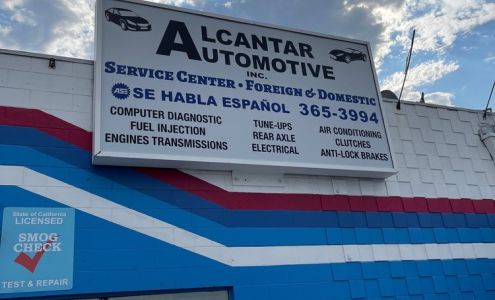 ALCANTAR
AUTOMOTIVE
INC.
SERVICE CENTER • FOREIGN & DOMESTIC
ASE SE HABLA ESPAÑOL 365-3994
COMPUTER DIAGNOSTIC
FUEL INJECTION
ENGINES TRANSMISSIONS
TUNE-UPS
REAR AXLE
ELECTRICAL
AIR CONDITIONING
CLUTCHES
ANTI-LOCK BRAKES
State of California
LICENSED
SMOG
CHECK
TEST & REPAIR